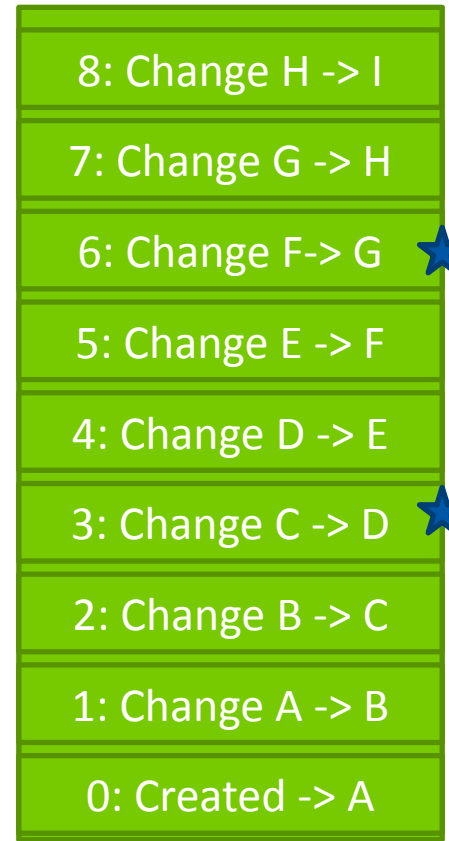 8: Change H -> I
7: Change G -> H
6: Change F-> G
5: Change E -> F
4: Change D -> E
3: Change C -> D
2: Change B -> C
1: Change A -> B
0: Created -> A